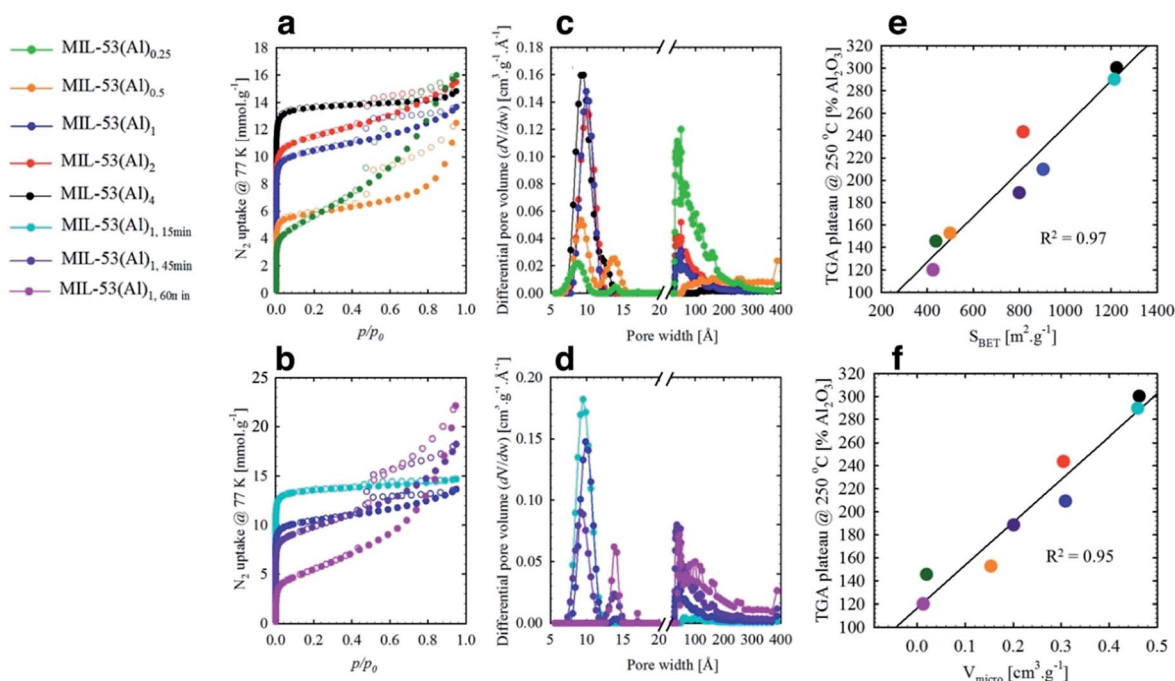 MIL-53(Al)0.25
MIL-53(Al)0.5
MIL-53(Al)1
MIL-53(Al)2
MIL-53(Al)4
MIL-53(Al)1, 15min
MIL-53(Al)1, 45min
MIL-53(Al)1, 60n in
a
N2 uptake @ 77 K [mmol.g-1]
18
16
14
12
10
8
6
4
2
0
0.0 0.2 0.4 0.6 0.8 1.0
p/p0
c
Differential pore volume (dV/dw) [cm3.g-1.Å-1]
0.18
0.16
0.14
0.12
0.10
0.08
0.06
0.04
0.02
0.00
5 10 15 20 100 200 300 400
Pore width [Å]
e
TGA plateau @ 250 °C [% Al2O3]
320
300
280
260
240
220
200
180
160
140
120
100
R2 = 0.97
200 400 600 800 1000 1200 1400
SBET [m2.g-1]
b
N2 uptake @ 77 K [mmol.g-1]
25
20
15
10
5
0
0.0 0.2 0.4 0.6 0.8 1.0
p/p0
d
Differential pore volume (dV/dw) [cm3.g-1.Å-1]
0.20
0.15
0.10
0.05
0.00
5 10 15 20 100 200 300 400
Pore width [Å]
f
TGA plateau @ 250 °C [% Al2O3]
320
300
280
260
240
220
200
180
160
140
120
100
R2 = 0.95
0.0 0.1 0.2 0.3 0.4 0.5
Vmicro [cm3.g-1]